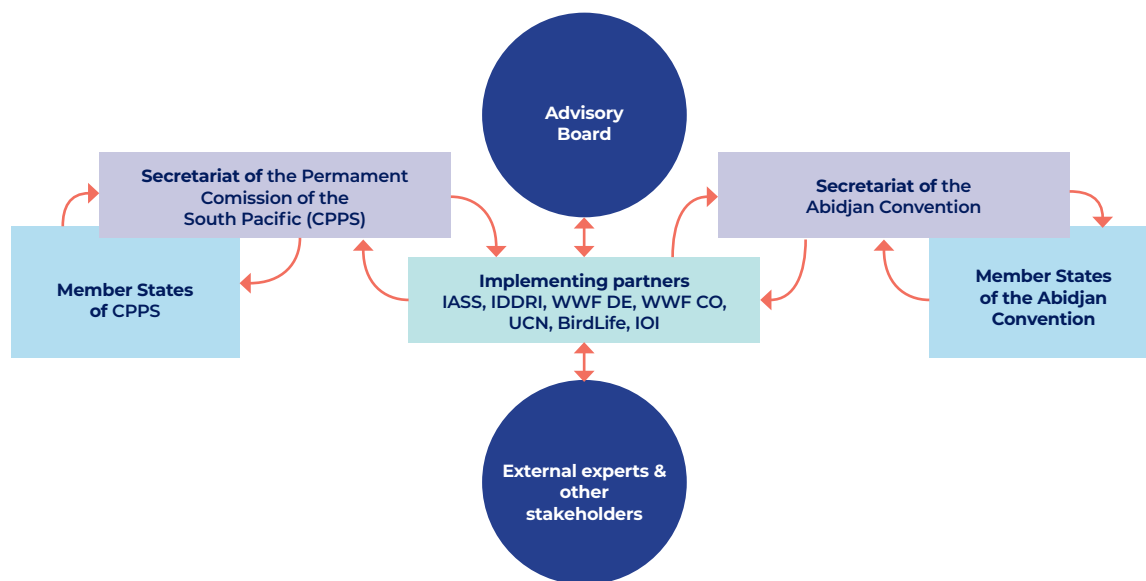 Advisory
Board
Secretariat of the Permament
Comission of the
South Pacific (CPPS)
Secretariat of the
Abidjan Convention
Member States
of CPPS
Implementing partners
IASS, IDDRI, WWF DE, WWF CO,
UCN, BirdLife, IOI
Member States
of the Abidjan
Convention
External experts &
other
stakeholders